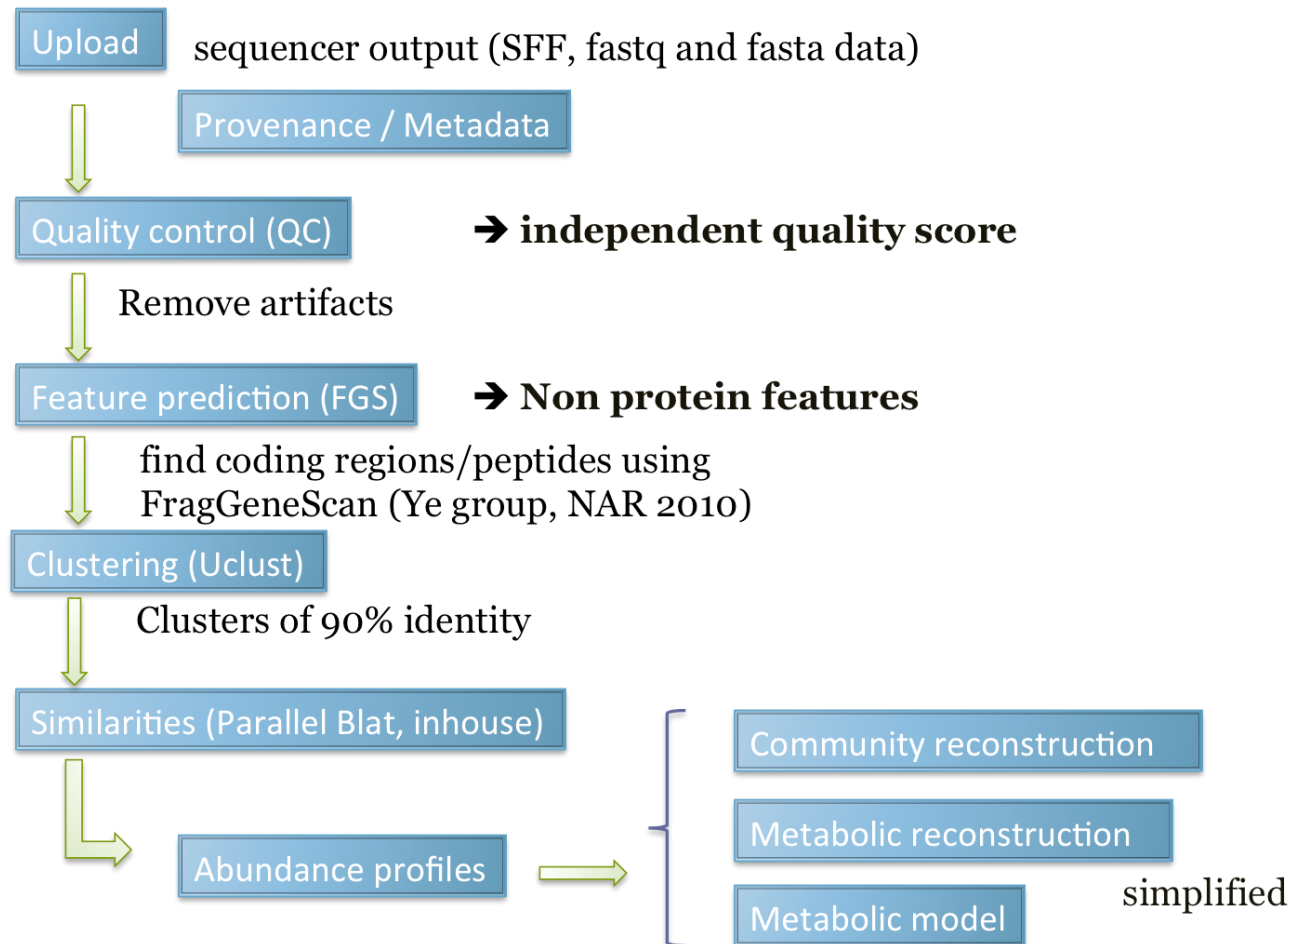 Upload
sequencer output (SFF, fastq and fasta data)
Provenance / Metadata
Quality control (QC)
➔ independent quality score
Remove artifacts
Feature prediction (FGS)
➔ Non protein features
find coding regions/peptides using
FragGeneScan (Ye group, NAR 2010)
Clustering (Uclust)
Clusters of 90% identity
Similarities (Parallel Blat, inhouse)
Community reconstruction
Metabolic reconstruction
Abundance profiles
simplified
Metabolic model